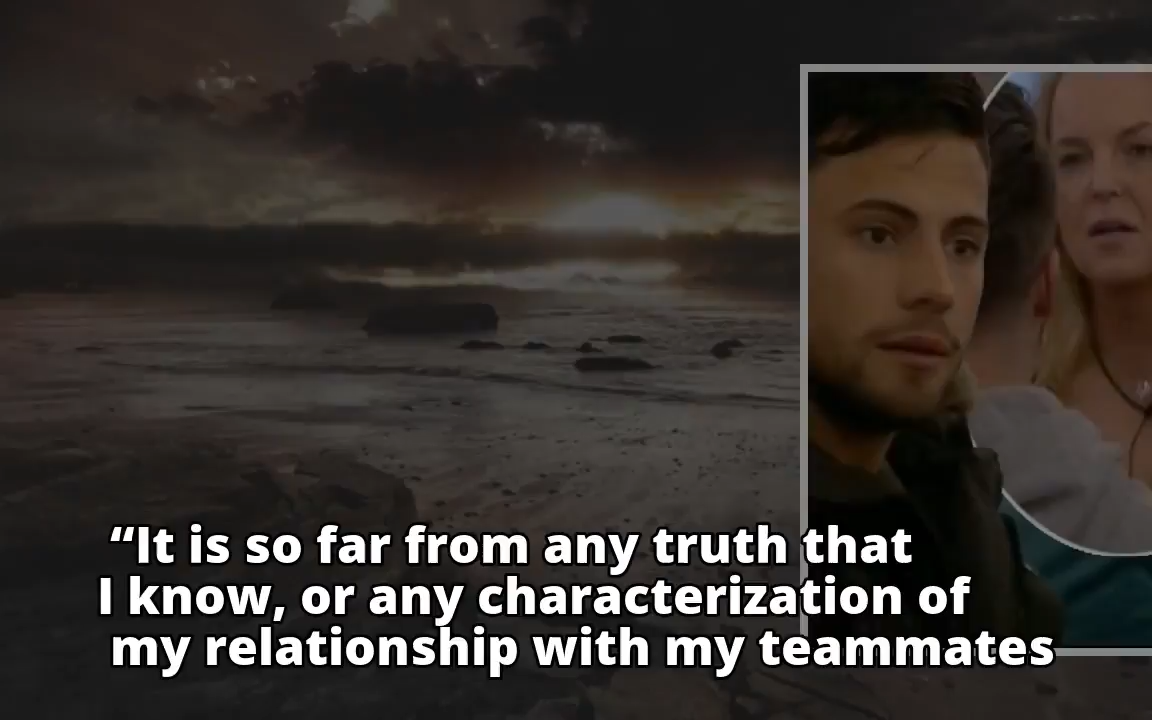 “It is so far from any truth that
I know, or any characterization of
my relationship with my teammates